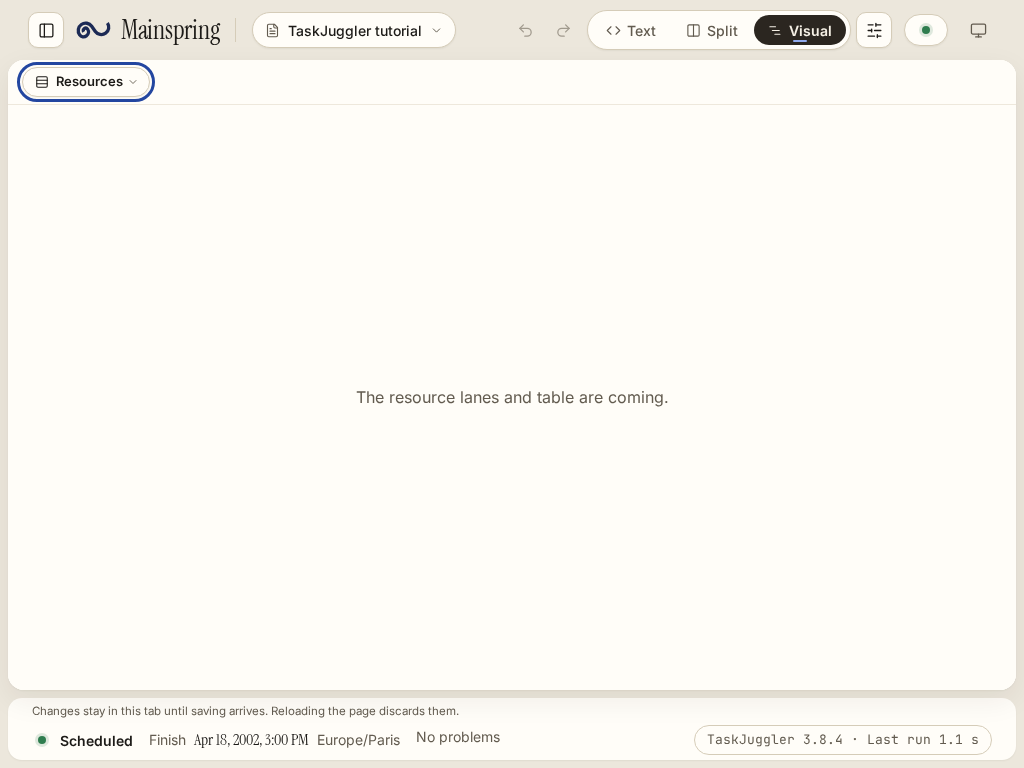 Mainspring
TaskJuggler tutorial
Text
Split
Visual
Resources
The resource lanes and table are coming.
Changes stay in this tab until saving arrives. Reloading the page discards them.
Scheduled
Finish Apr 18, 2002, 3:00 PM Europe/Paris
No problems
TaskJuggler 3.8.4 · Last run 1.1 s